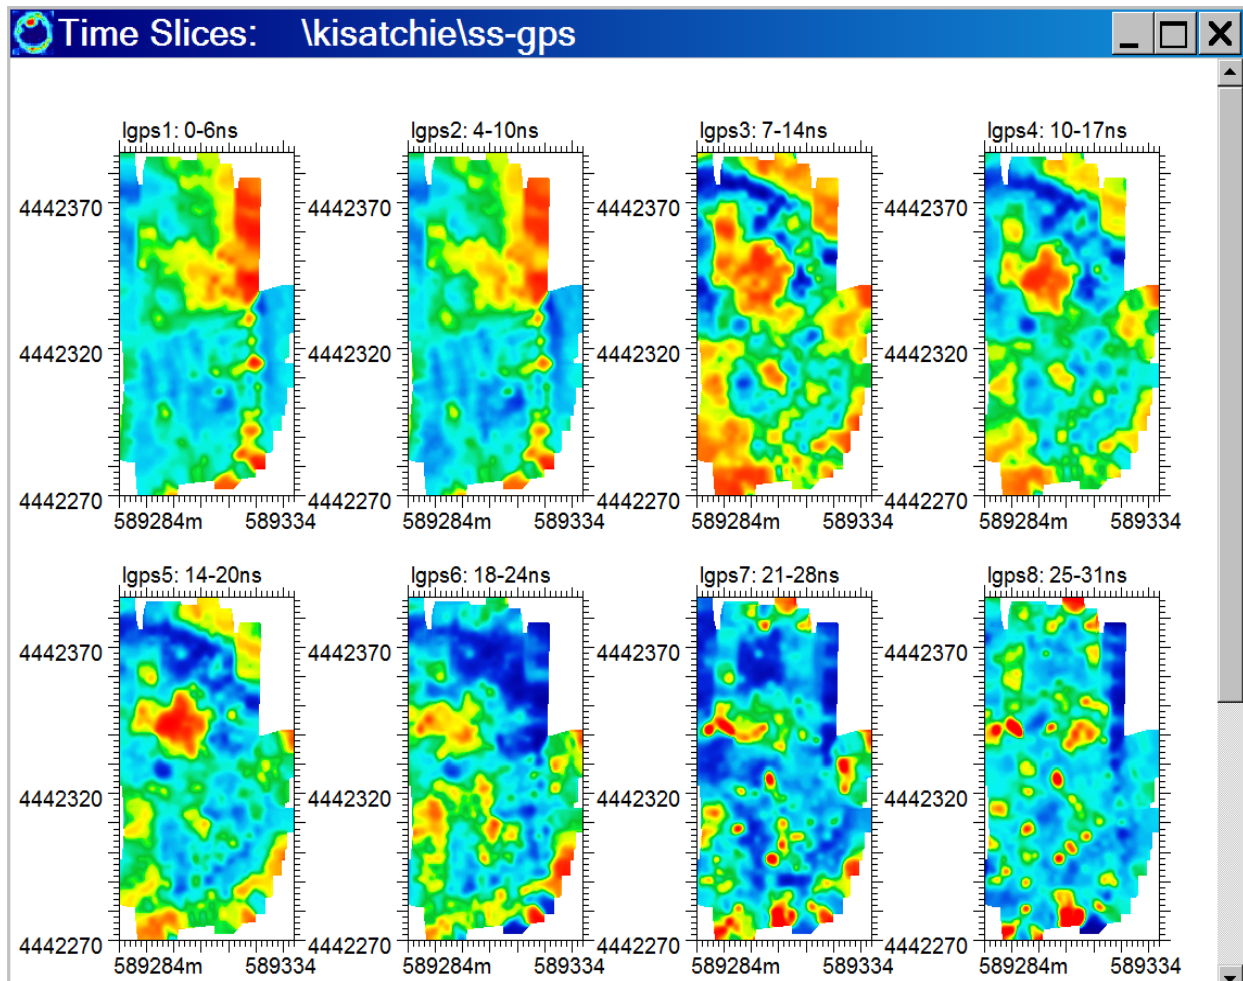 Time Slices: \kisatchie\ss-gps
lgps1: 0-6ns lgps2: 4-10ns lgps3: 7-14ns lgps4: 10-17ns
4442370 4442370 4442370 4442370
4442320 4442320 4442320 4442320
4442270 4442270 4442270 4442270
589284m 589334 589284m 589334 589284m 589334 589284m 589334
lgps5: 14-20ns lgps6: 18-24ns lgps7: 21-28ns lgps8: 25-31ns
4442370 4442370 4442370 4442370
4442320 4442320 4442320 4442320
4442270 4442270 4442270 4442270
589284m 589334 589284m 589334 589284m 589334 589284m 589334